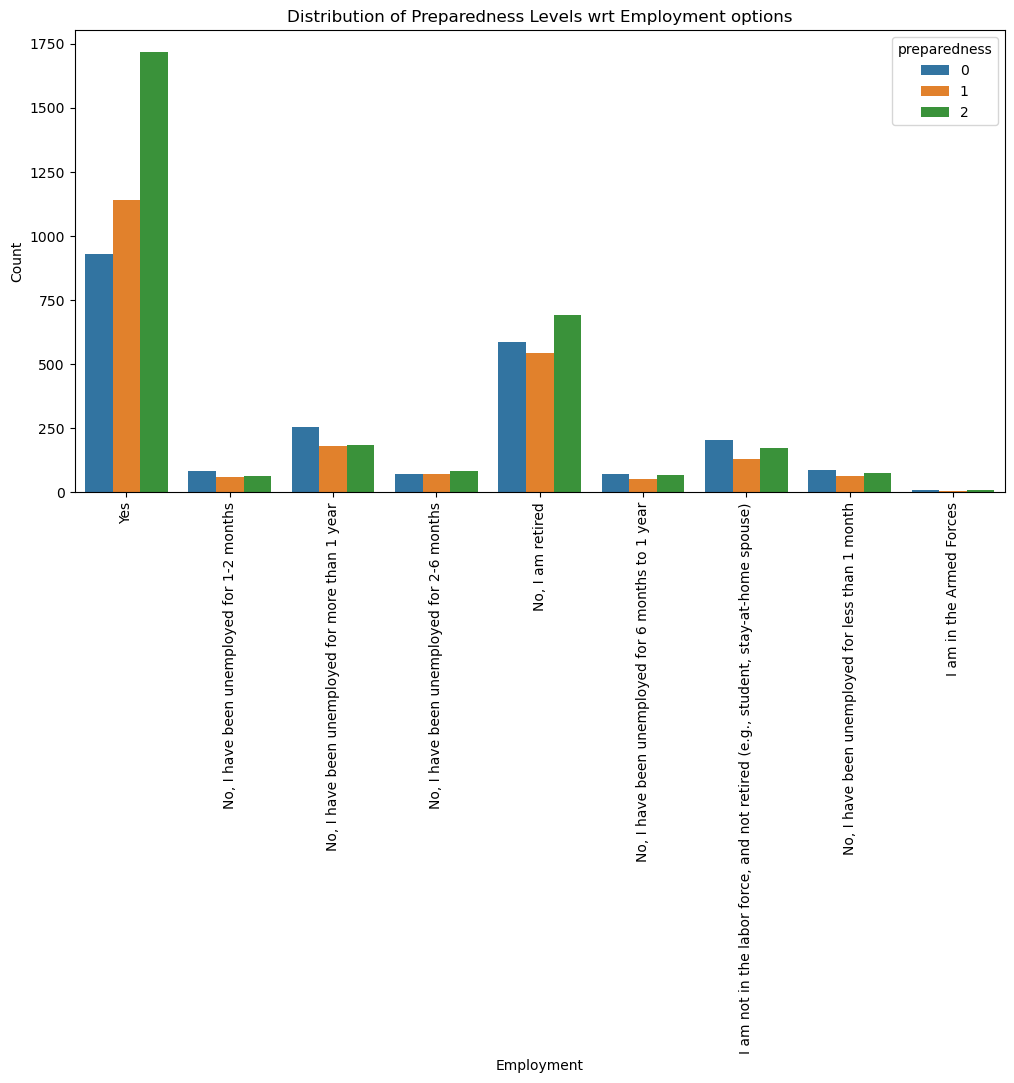 Distribution of Preparedness Levels wrt Employment options
preparedness
0
1
2
Count
1750
1500
1250
1000
750
500
250
0
Yes
No, I have been unemployed for 1-2 months
No, I have been unemployed for more than 1 year
No, I have been unemployed for 2-6 months
No, I am retired
No, I have been unemployed for 6 months to 1 year
I am not in the labor force, and not retired (e.g., student, stay-at-home spouse)
No, I have been unemployed for less than 1 month
I am in the Armed Forces
Employment